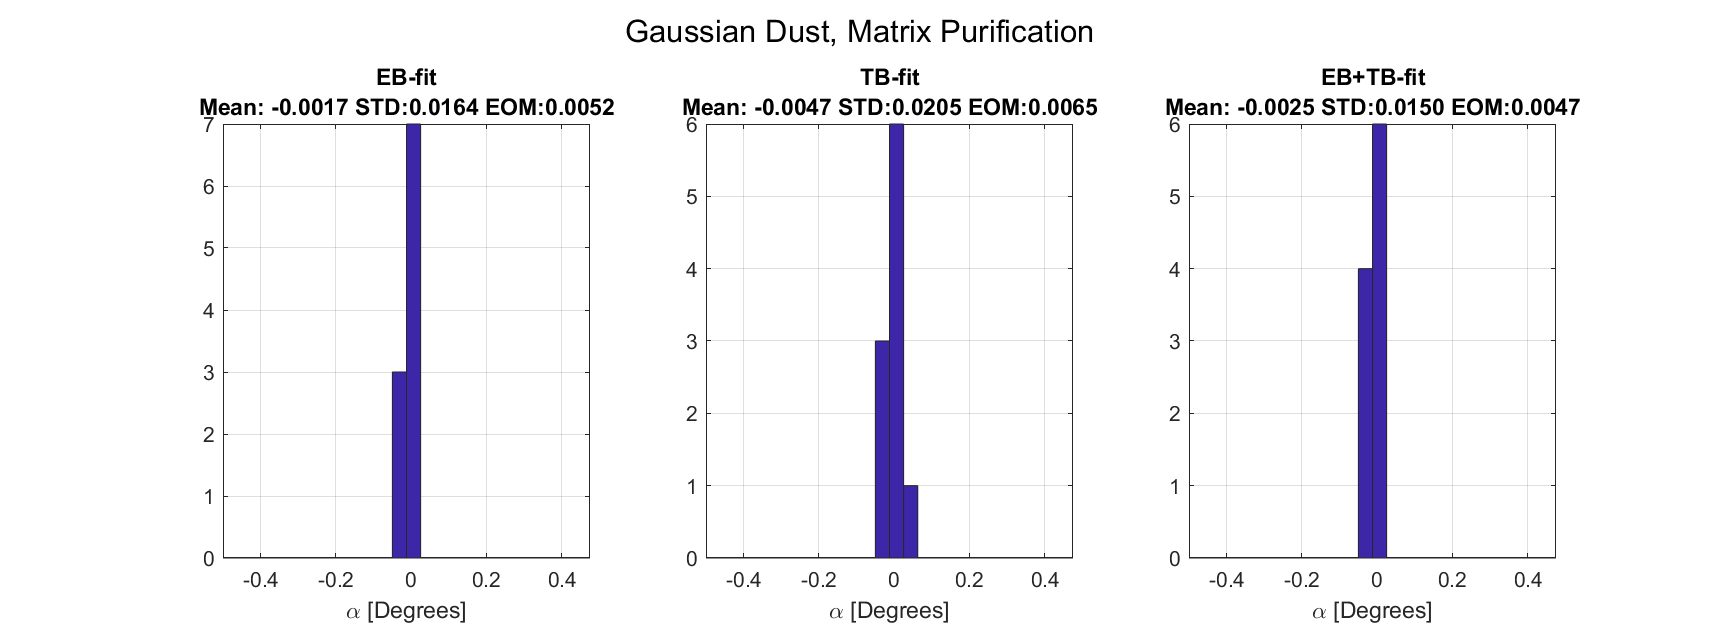 Gaussian Dust, Matrix Purification
EB-fit
Mean: -0.0017 STD:0.0164 EOM:0.0052
7
6
5
4
3
2
1
0
-0.4 -0.2 0 0.2 0.4
α [Degrees]
TB-fit
Mean: -0.0047 STD:0.0205 EOM:0.0065
6
5
4
3
2
1
0
-0.4 -0.2 0 0.2 0.4
α [Degrees]
EB+TB-fit
Mean: -0.0025 STD:0.0150 EOM:0.0047
6
5
4
3
2
1
0
-0.4 -0.2 0 0.2 0.4
α [Degrees]